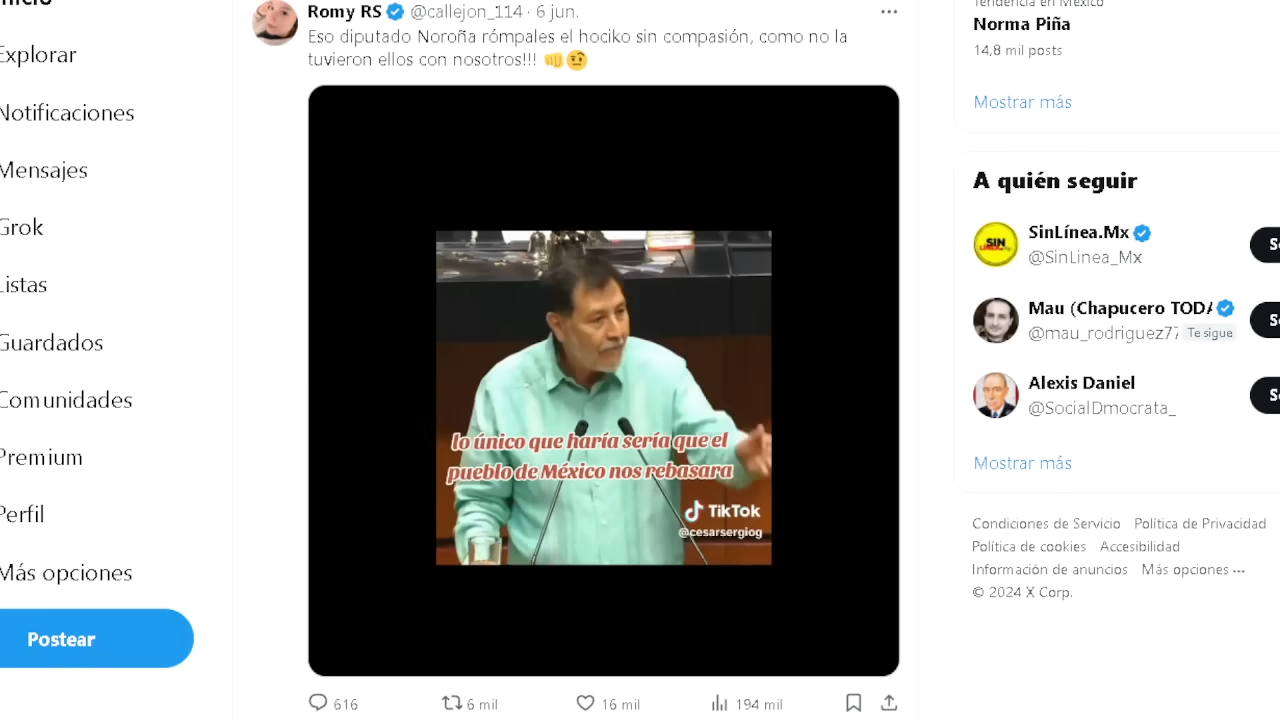 Inicio
Explorar
Notificaciones
Mensajes
Grok
Listas
Guardados
Comunidades
Premium
Perfil
Más opciones
Postear
Romy RS @callejon_114 · 6 jun.
Eso diputado Noroña rómpales el hociko sin compasión, como no la
tuvieron ellos con nosotros!!! 👊🤨
lo único que haría sería que el
pueblo de México nos rebasara
TikTok
@cesarsergiog
616
6 mil
16 mil
194 mil
Tendencia en México
Norma Piña
14,8 mil posts
Mostrar más
A quién seguir
SinLínea.Mx
@SinLinea_Mx
SIN
Mau (Chapucero TODA
@mau_rodriguez77 Te sigue
Alexis Daniel
@SocialDmocrata_
Mostrar más
Condiciones de Servicio Política de Privacidad
Política de cookies Accesibilidad
Información de anuncios Más opciones ···
© 2024 X Corp.